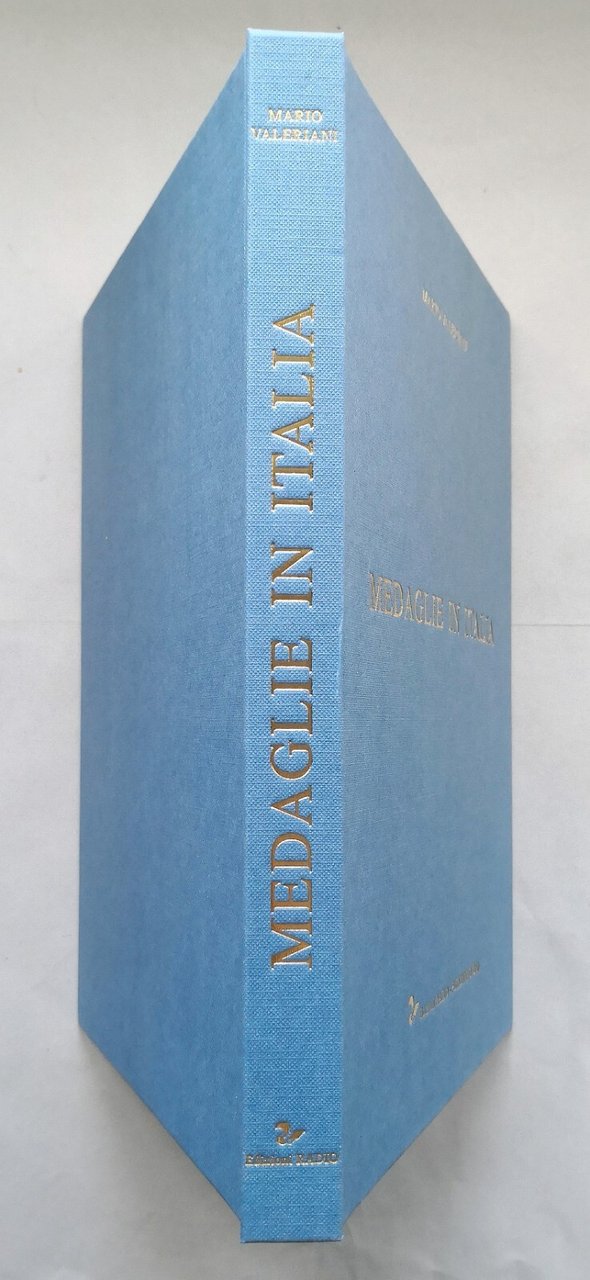 MARIO
VALERIANI
MEDAGLIE IN ITALIA
Edizioni RADIO
MEDAGLIE IN ITALIA